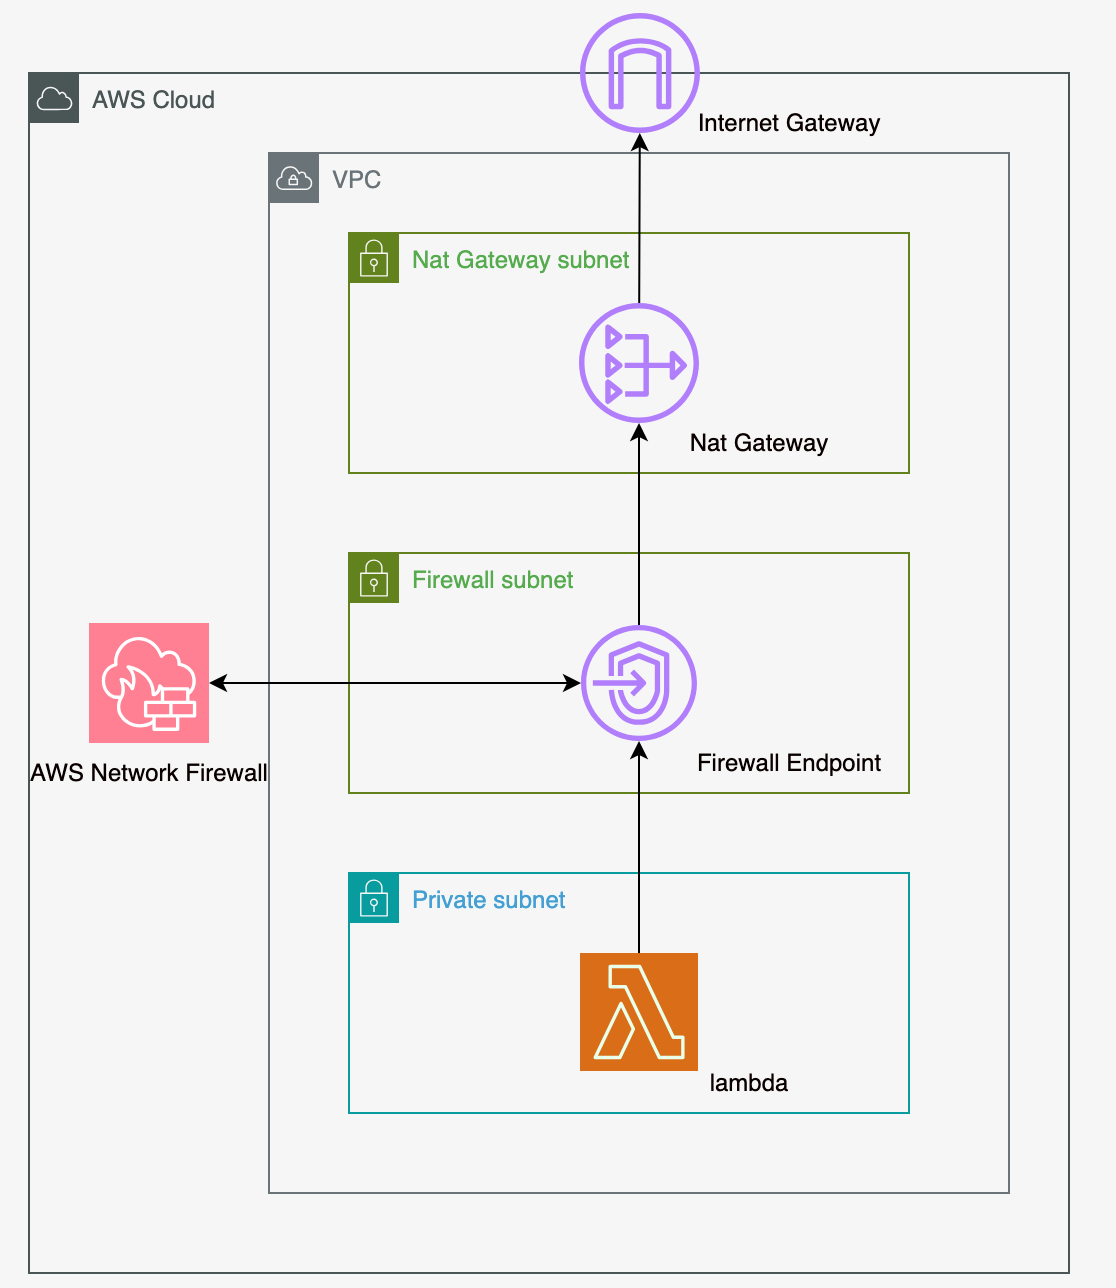 AWS Cloud
Internet Gateway
VPC
Nat Gateway subnet
Nat Gateway
Firewall subnet
AWS Network Firewall
Firewall Endpoint
Private subnet
lambda